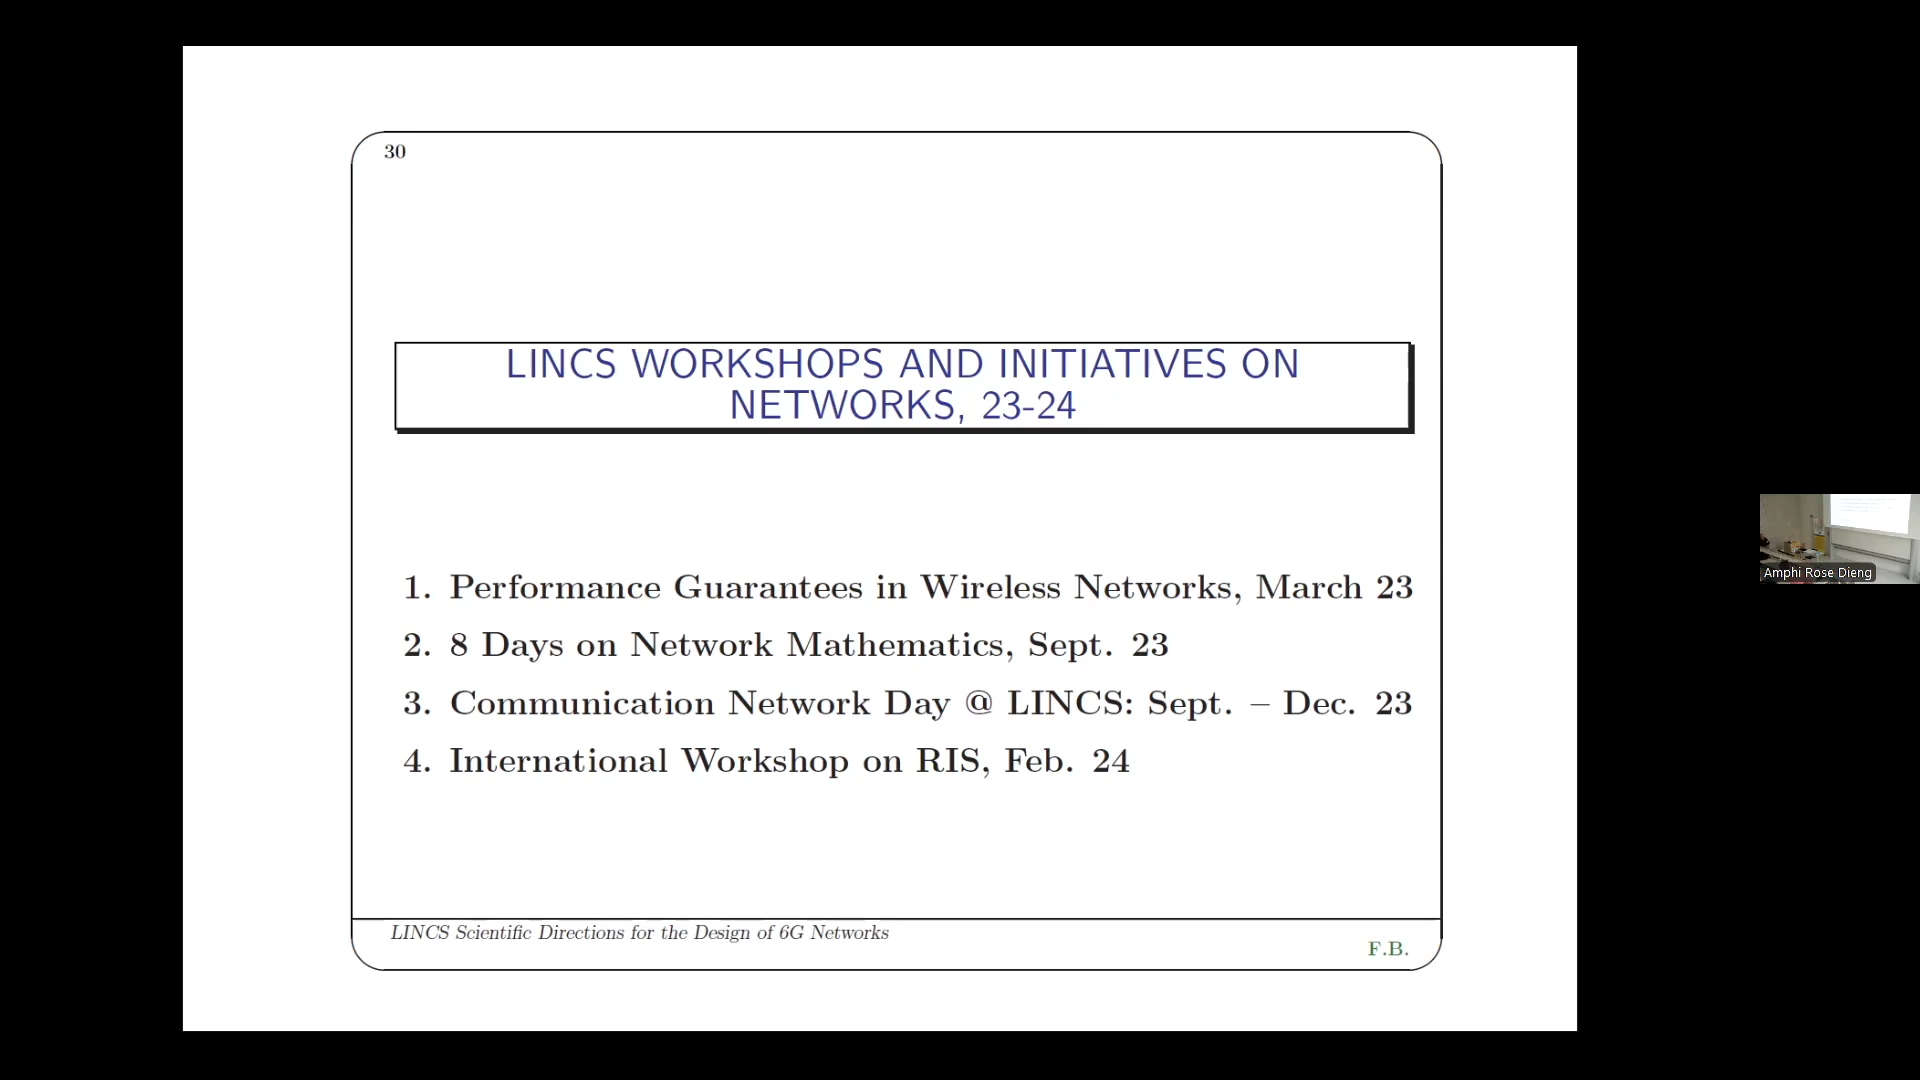 30
LINCS WORKSHOPS AND INITIATIVES ON
NETWORKS, 23-24
1. Performance Guarantees in Wireless Networks, March 23
2. 8 Days on Network Mathematics, Sept. 23
3. Communication Network Day @ LINCS: Sept. – Dec. 23
4. International Workshop on RIS, Feb. 24
LINCS Scientific Directions for the Design of 6G Networks
F.B.
Amphi Rose Dieng